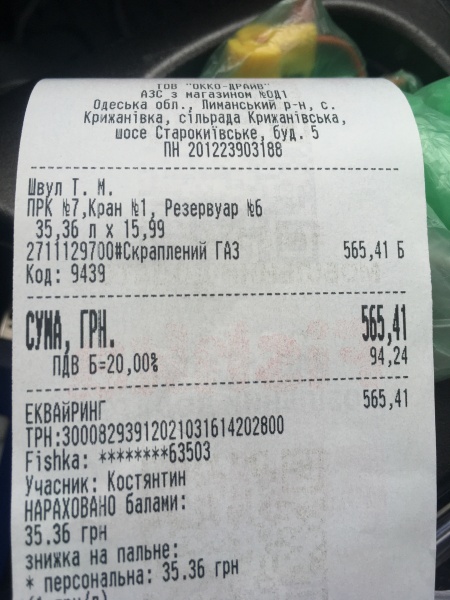 ТОВ "ОККО-ДРАЙВ"
АЗС з магазином №ОД1
Одеська обл., Лиманський р-н, с.
Крижанівка, сільрада Крижанівська,
шосе Старокиївське, буд. 5
ПН 201223903188
Швул Т. М.
ПРК №7,Кран №1, Резервуар №6
35,36 л x 15,99
2711129700#Скраплений ГАЗ 565,41 Б
Код: 9439
СУМА, ГРН. 565,41
ПДВ Б=20,00% 94,24
ЕКВАЙРИНГ 565,41
ТРН:300082939120210316142028​00
Fishka: ********63503
Учасник: Костянтин
НАРАХОВАНО балами:
35.36 грн
знижка на пальне:
* персональна: 35.36 грн